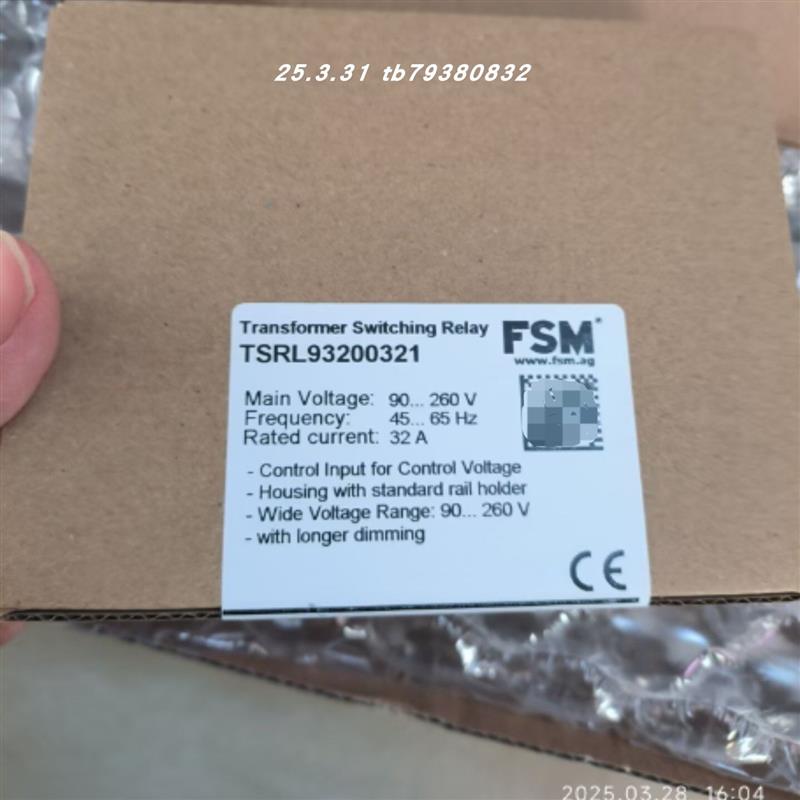 25.3.31 tb79380832
Transformer Switching Relay
TSRL93200321
FSM®
www.fsm.ag
Main Voltage: 90... 260 V
Frequency: 45... 65 Hz
Rated current: 32 A
- Control Input for Control Voltage
- Housing with standard rail holder
- Wide Voltage Range: 90... 260 V
- with longer dimming
CE
2025.03.28 16:04